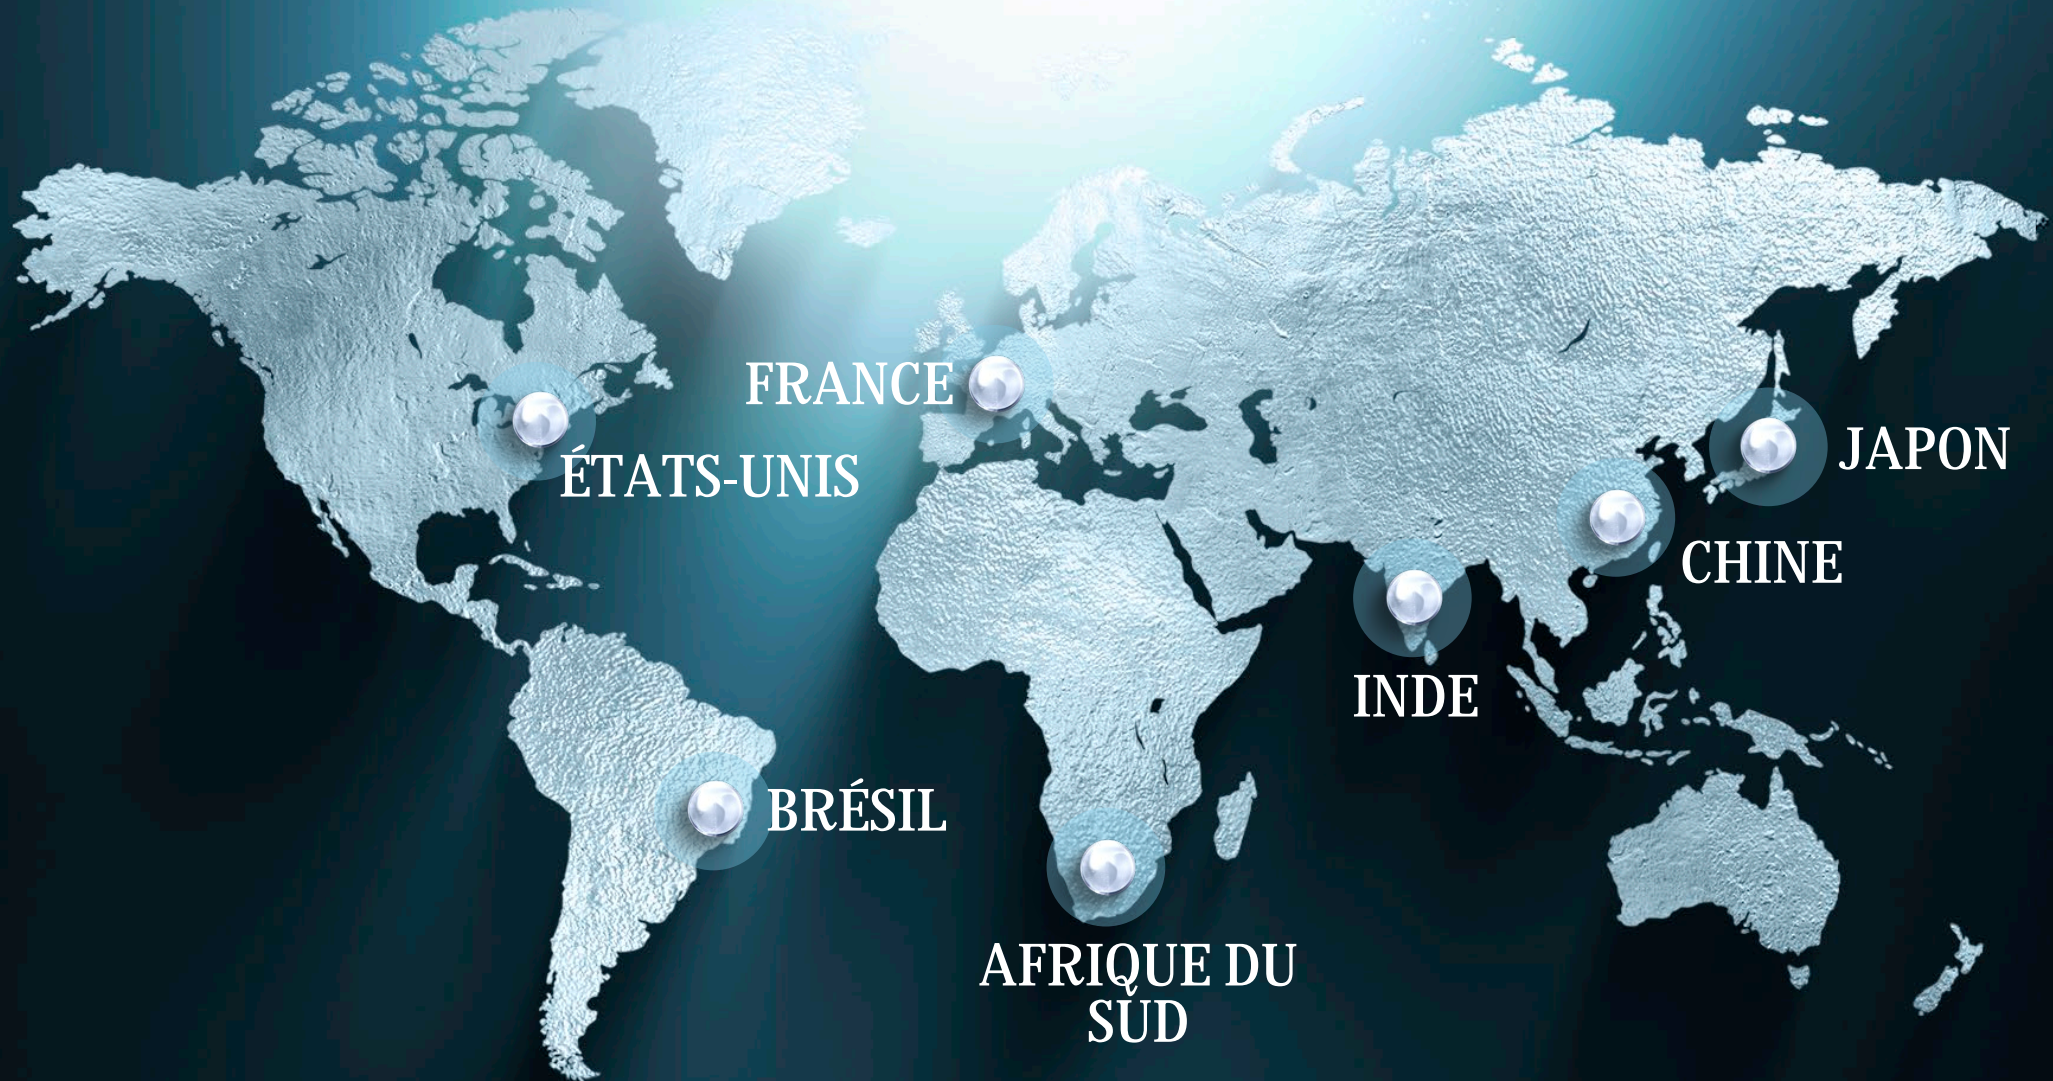 FRANCE
ÉTATS-UNIS
JAPON
CHINE
INDE
BRÉSIL
AFRIQUE DU
SUD